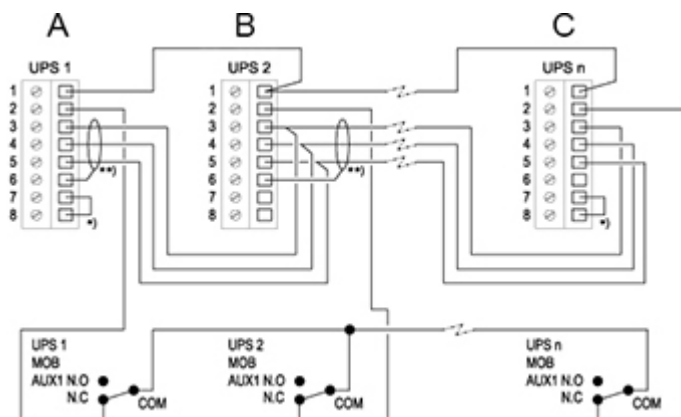 A B C
UPS 1 UPS 2 UPS n
1 1 1
2 2 2
3 3 3
4 4 4
5 5 5
6 **) 6 **) 6
7 7 7
8 *) 8 8 *)
UPS 1 UPS 2 UPS n
MOB MOB MOB
AUX1 N.O AUX1 N.O AUX1 N.O
N.C COM N.C COM N.C COM